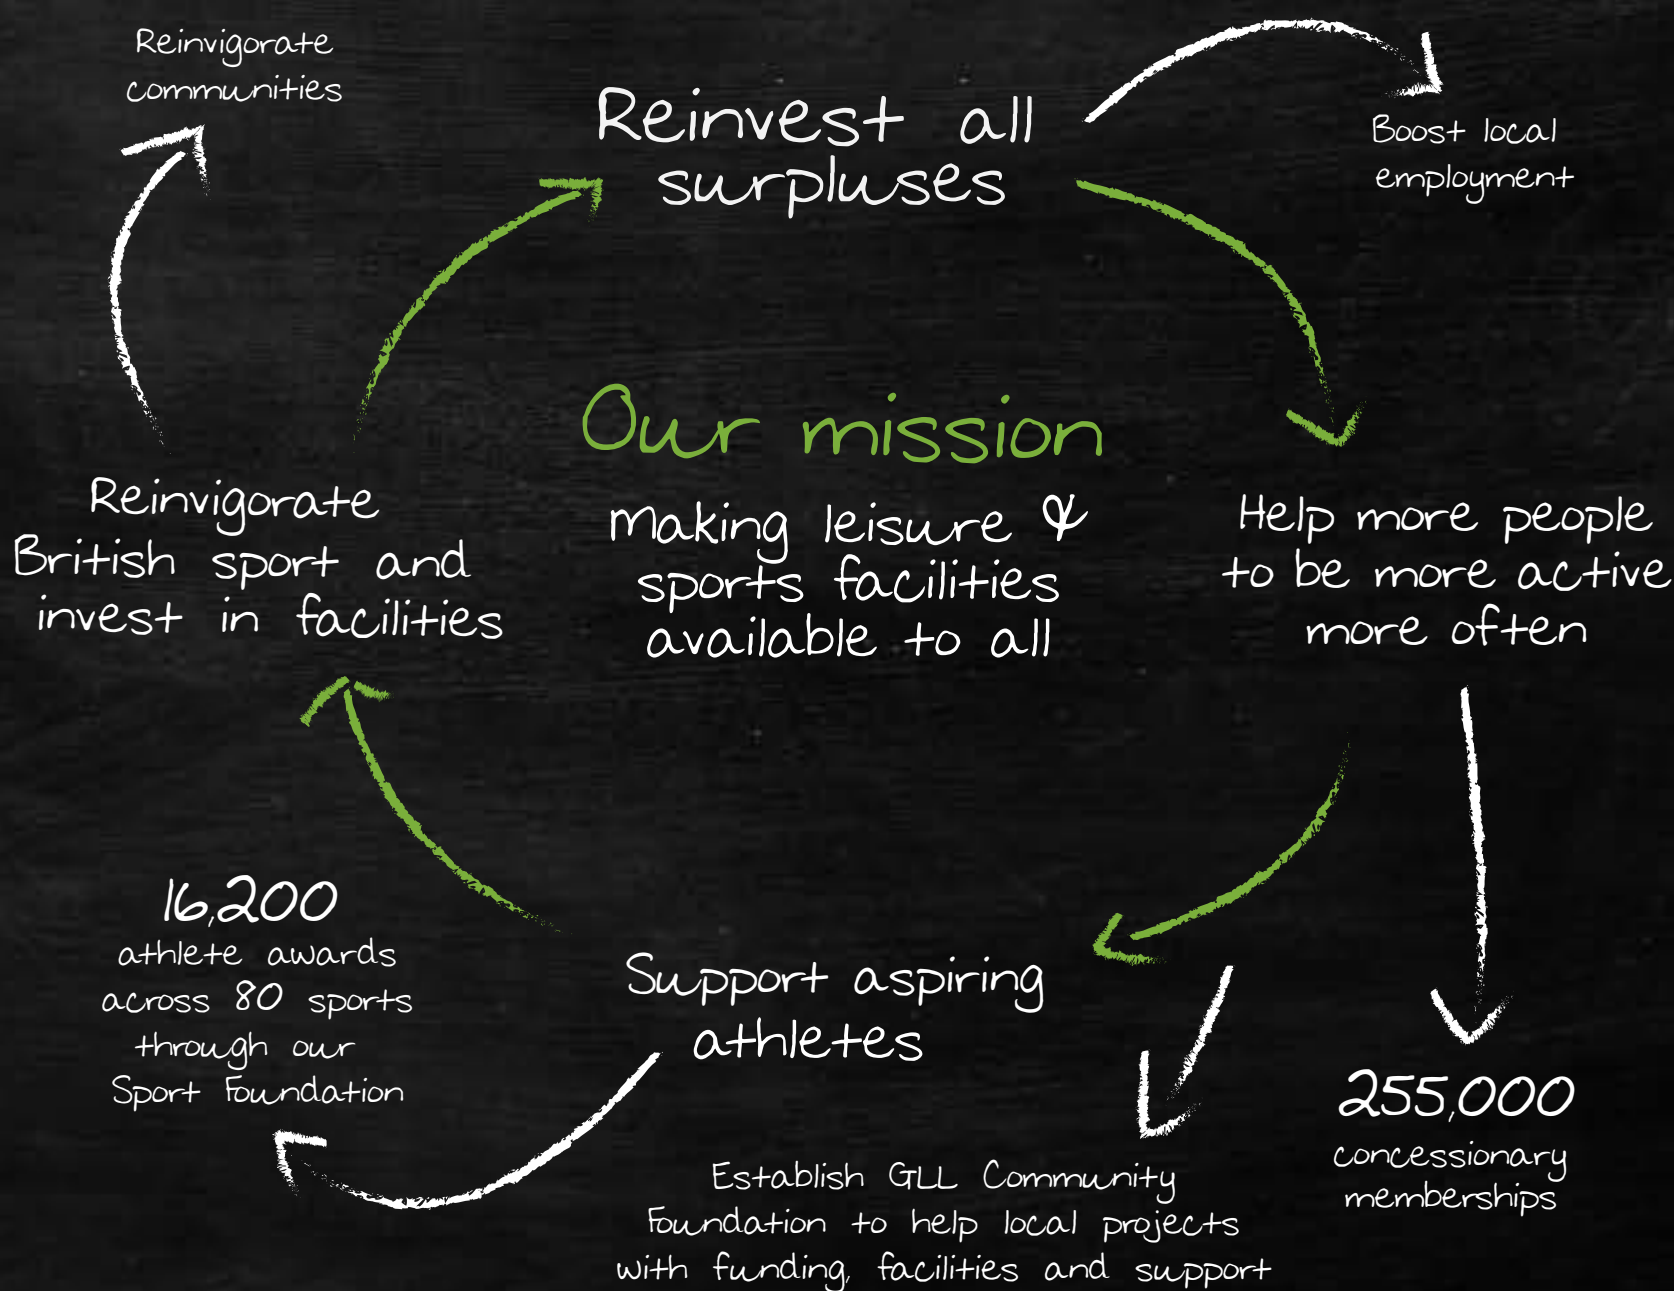 Reinvigorate
communities
Reinvest all
surpluses
Boost local
employment
Our mission
making leisure &
sports facilities
available to all
Reinvigorate
British sport and
invest in facilities
Help more people
to be more active
more often
16,200
athlete awards
across 80 sports
through our
Sport Foundation
Support aspiring
athletes
Establish GLL Community
Foundation to help local projects
with funding, facilities and support
255,000
concessionary
memberships